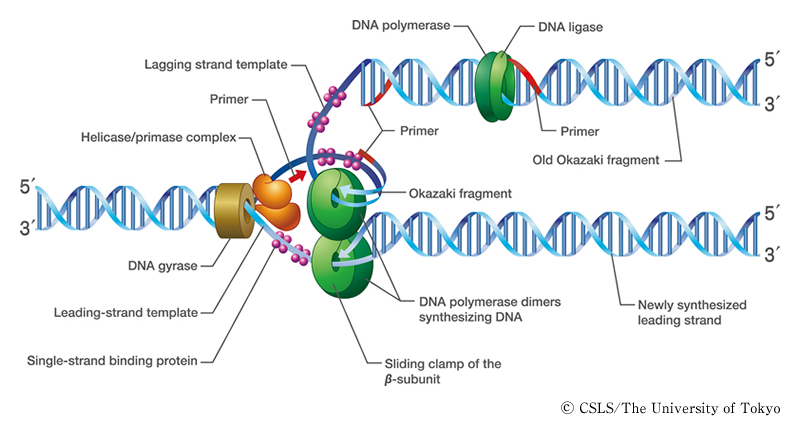 DNA polymerase
DNA ligase
Lagging strand template
5´
3´
Primer
Primer
Primer
Helicase/primase complex
Old Okazaki fragment
5´
3´
Okazaki fragment
5´
3´
DNA gyrase
Leading-strand template
DNA polymerase dimers
synthesizing DNA
Newly synthesized
leading strand
Single-strand binding protein
Sliding clamp of the
β-subunit
© CSLS/The University of Tokyo